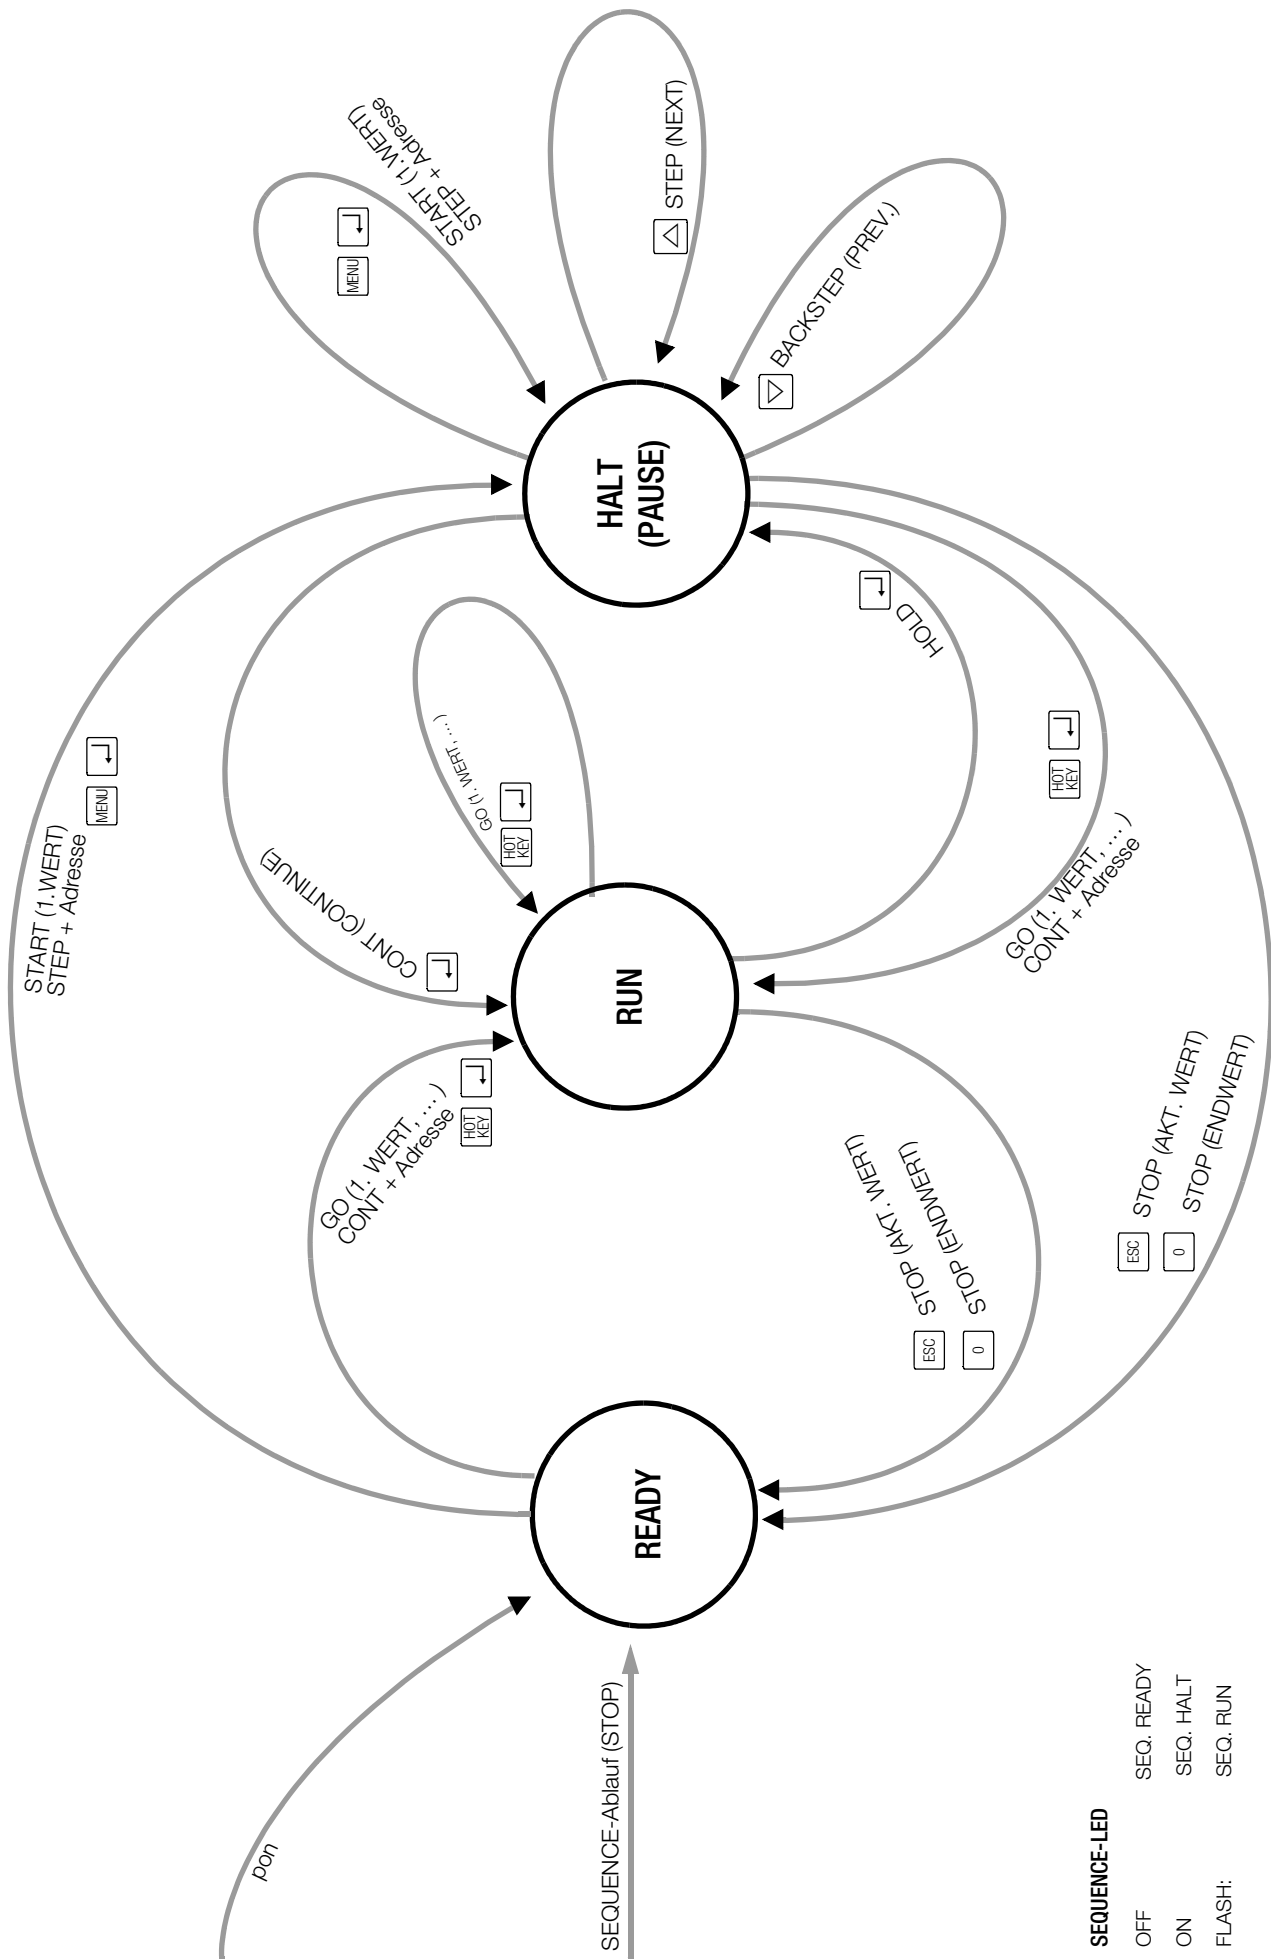 pon
SEQUENCE-Ablauf (STOP)
READY
START (1.WERT)
STEP + Adresse
MENU
GO (1. WERT, ... )
CONT + Adresse
HOT
KEY
CONT (CONTINUE)
RUN
GO (1. WERT, ... )
HOT
KEY
HALT
(PAUSE)
MENU
START (1.WERT)
STEP + Adresse
STEP (NEXT)
BACKSTEP (PREV.)
HOLD
HOT
KEY
GO (1. WERT, ... )
CONT + Adresse
ESC STOP (AKT. WERT)
0 STOP (ENDWERT)
ESC STOP (AKT. WERT)
0 STOP (ENDWERT)
SEQUENCE-LED
OFF SEQ. READY
ON SEQ. HALT
FLASH: SEQ. RUN